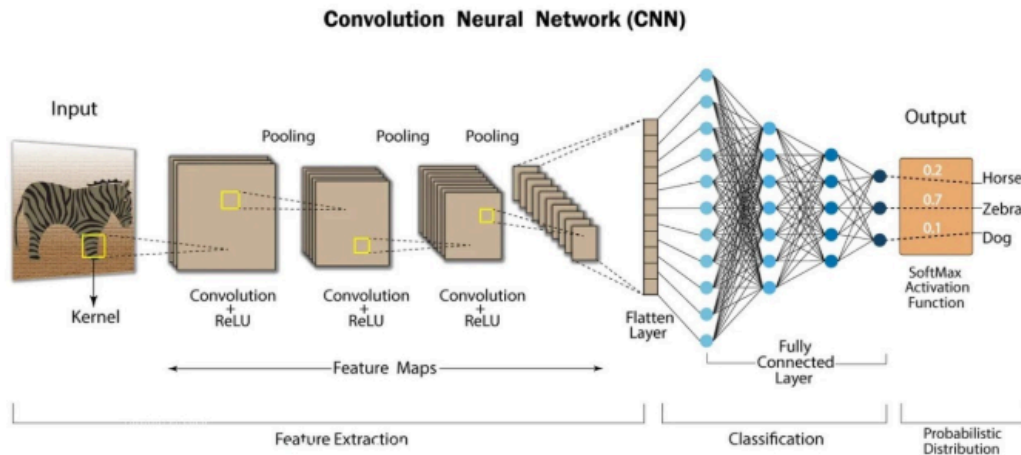 Convolution Neural Network (CNN)
Input
Kernel
Pooling
Pooling
Pooling
Convolution
+
ReLU
Convolution
+
ReLU
Convolution
+
ReLU
Feature Maps
Flatten
Layer
Fully
Connected
Layer
Output
0.2
Horse
0.7
Zebra
0.1
Dog
SoftMax
Activation
Function
Feature Extraction
Classification
Probabilistic
Distribution